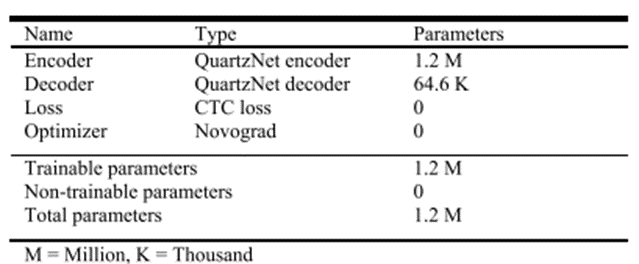 Name Type Parameters
Encoder QuartzNet encoder 1.2 M
Decoder QuartzNet decoder 64.6 K
Loss CTC loss 0
Optimizer Novograd 0
Trainable parameters 1.2 M
Non-trainable parameters 0
Total parameters 1.2 M
M = Million, K = Thousand